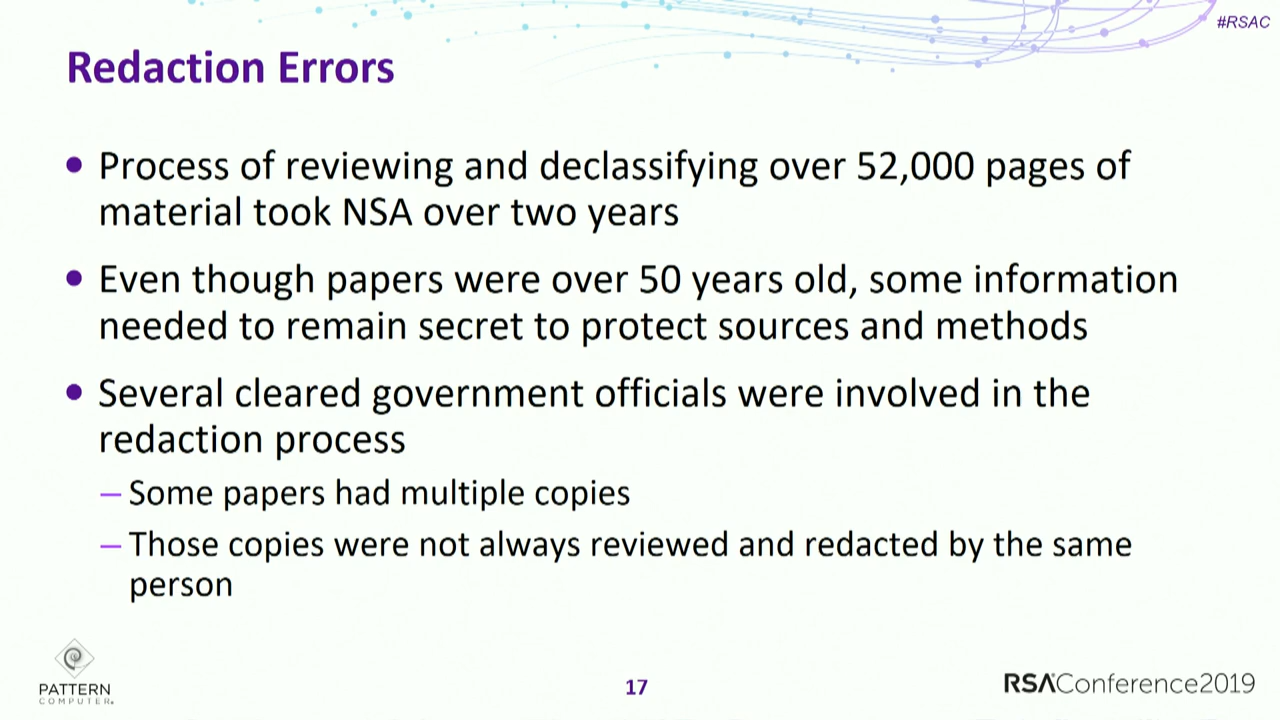 #RSAC
Redaction Errors
• Process of reviewing and declassifying over 52,000 pages of
material took NSA over two years
• Even though papers were over 50 years old, some information
needed to remain secret to protect sources and methods
• Several cleared government officials were involved in the
redaction process
– Some papers had multiple copies
– Those copies were not always reviewed and redacted by the same
person
PATTERN
COMPUTER®
17
RSA Conference2019